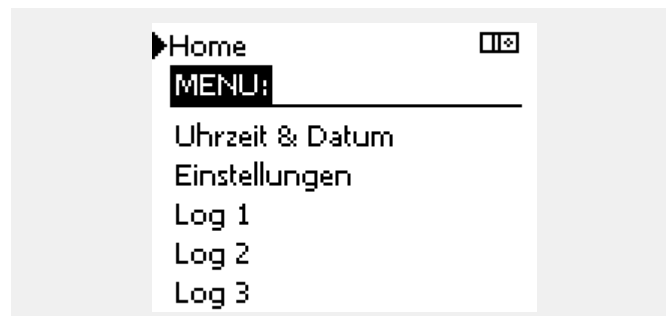 Home
MENU:
Uhrzeit & Datum
Einstellungen
Log 1
Log 2
Log 3